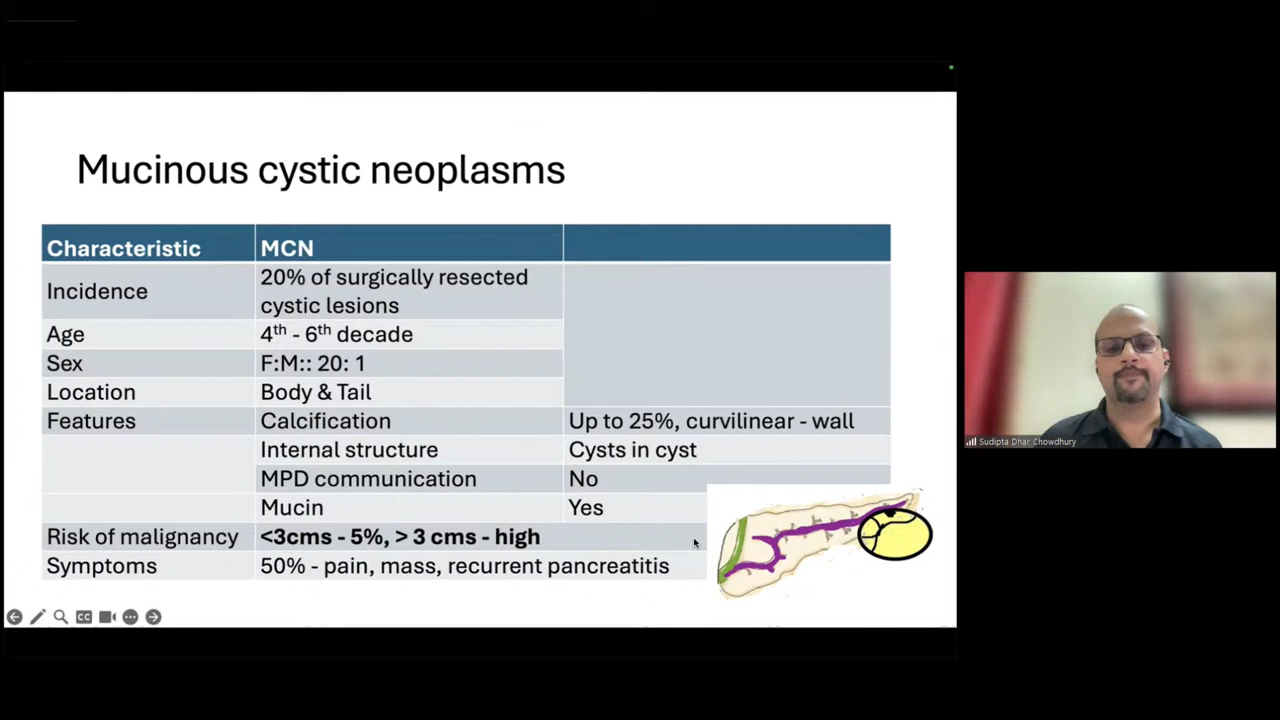 Mucinous cystic neoplasms
Characteristic MCN
Incidence 20% of surgically resected
cystic lesions
Age 4th - 6th decade
Sex F:M:: 20: 1
Location Body & Tail
Features Calcification Up to 25%, curvilinear - wall
Internal structure Cysts in cyst
MPD communication No
Mucin Yes
Risk of malignancy <3cms - 5%, > 3 cms - high
Symptoms 50% - pain, mass, recurrent pancreatitis
CC
Sudipta Dhar Chowdhury